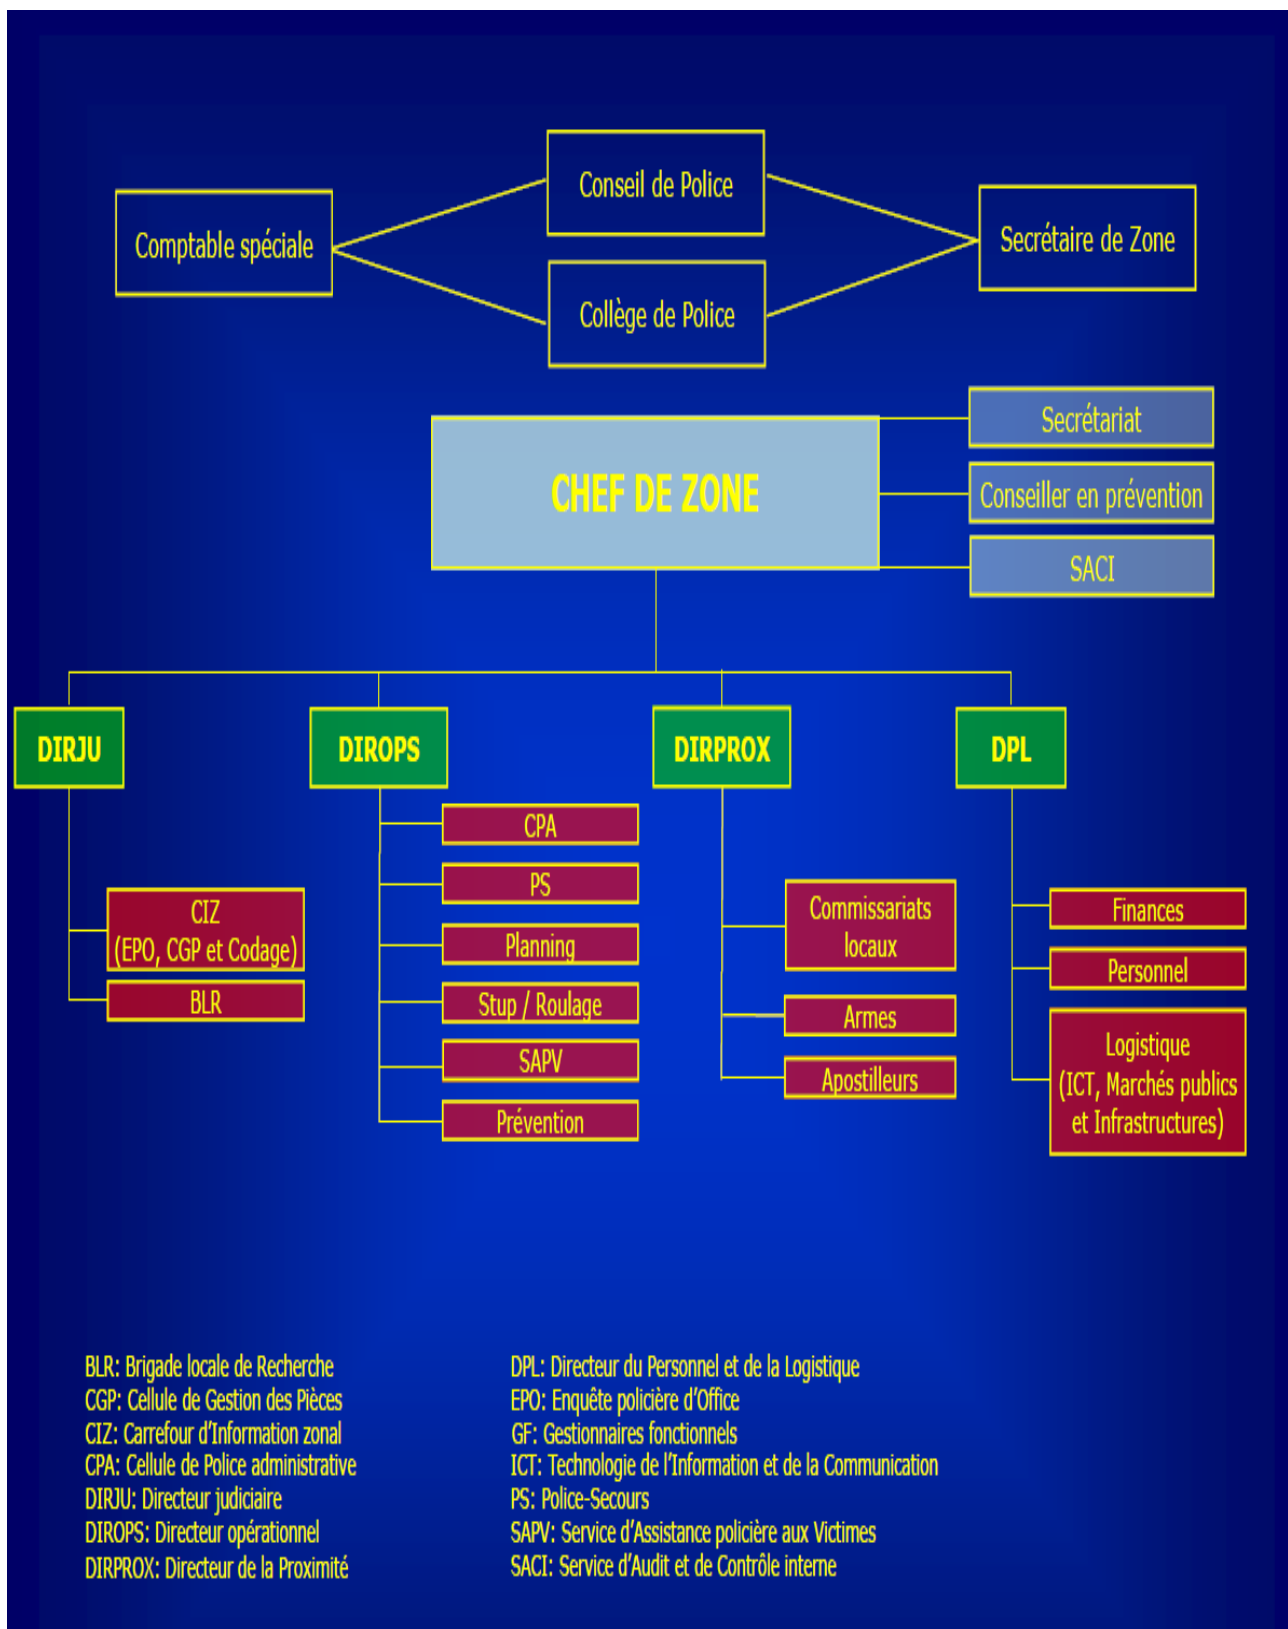 Conseil de Police
Comptable spéciale
Secrétaire de Zone
Collège de Police
CHEF DE ZONE
Secrétariat
Conseiller en prévention
SACI
DIRJU
DIROPS
DIRPROX
DPL
CIZ
(EPO, CGP et Codage)
BLR
CPA
PS
Planning
Stup / Roulage
SAPV
Prévention
Commissariats
locaux
Armes
Apostilleurs
Finances
Personnel
Logistique
(ICT, Marchés publics
et Infrastructures)
BLR: Brigade locale de Recherche
CGP: Cellule de Gestion des Pièces
CIZ: Carrefour d'Information zonal
CPA: Cellule de Police administrative
DIRJU: Directeur judiciaire
DIROPS: Directeur opérationnel
DIRPROX: Directeur de la Proximité
DPL: Directeur du Personnel et de la Logistique
EPO: Enquête policière d'Office
GF: Gestionnaires fonctionnels
ICT: Technologie de l'Information et de la Communication
PS: Police-Secours
SAPV: Service d'Assistance policière aux Victimes
SACI: Service d'Audit et de Contrôle interne